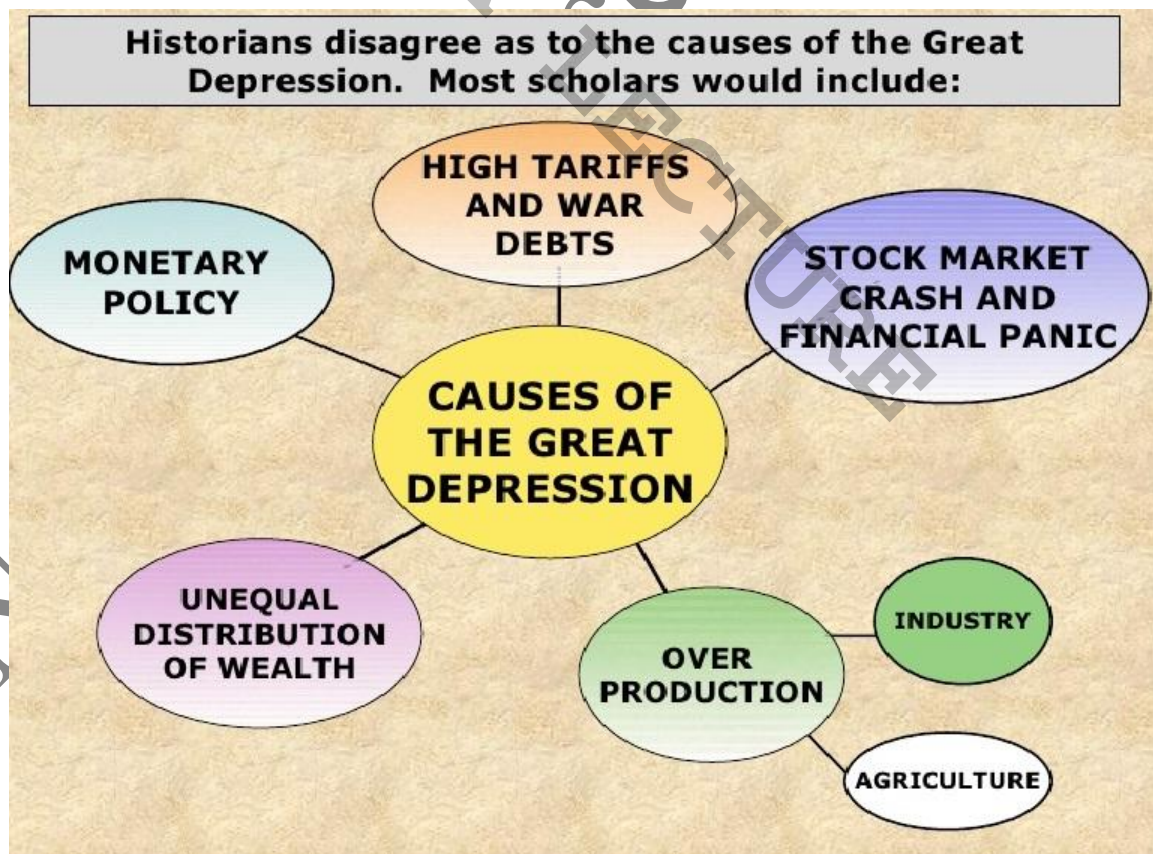 Historians disagree as to the causes of the Great
Depression. Most scholars would include:
HIGH TARIFFS
AND WAR
DEBTS
MONETARY
POLICY
STOCK MARKET
CRASH AND
FINANCIAL PANIC
CAUSES OF
THE GREAT
DEPRESSION
UNEQUAL
DISTRIBUTION
OF WEALTH
OVER
PRODUCTION
INDUSTRY
AGRICULTURE
LECTURE